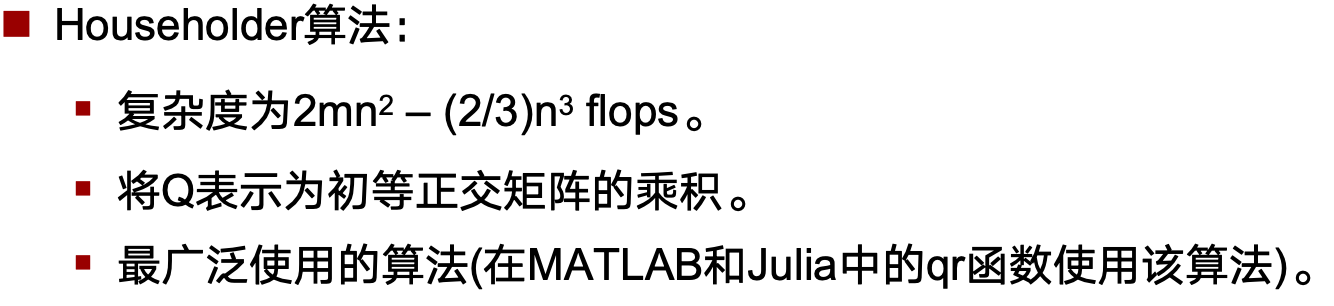 ■ Householder算法：
▪ 复杂度为2mn² – (2/3)n³ flops。
▪ 将Q表示为初等正交矩阵的乘积。
▪ 最广泛使用的算法(在MATLAB和Julia中的qr函数使用该算法)。